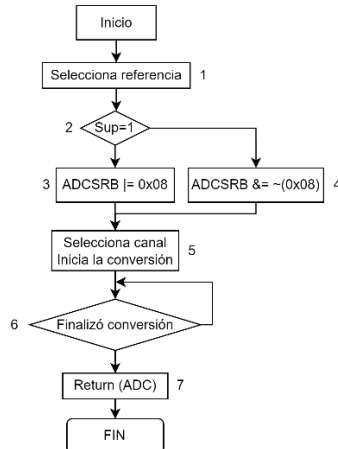 Inicio
Selecciona referencia 1
2 Sup=1
3 ADCSRB |= 0x08
ADCSRB &= ~(0x08) 4
Selecciona canal
Inicia la conversión 5
6 Finalizó conversión
Return (ADC) 7
FIN